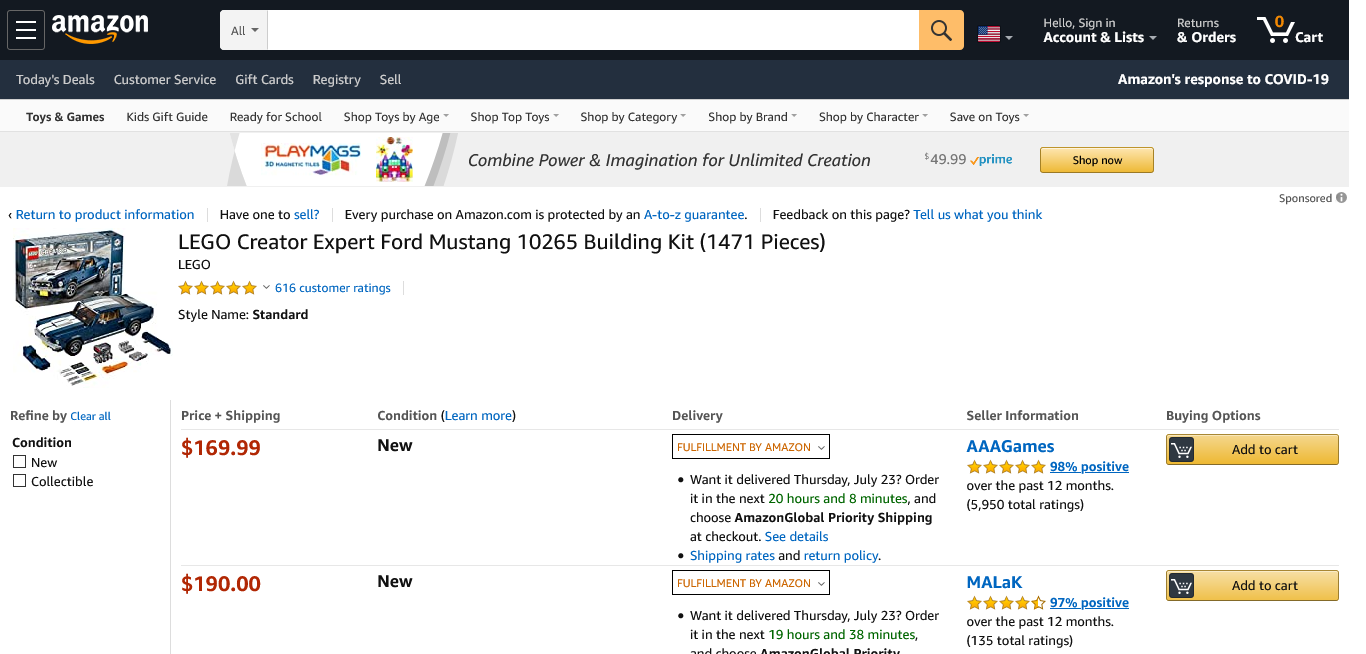 amazon
All
Hello, Sign in
Account & Lists
Returns
& Orders
0
Cart
Today's Deals
Customer Service
Gift Cards
Registry
Sell
Amazon's response to COVID-19
Toys & Games
Kids Gift Guide
Ready for School
Shop Toys by Age
Shop Top Toys
Shop by Category
Shop by Brand
Shop by Character
Save on Toys
PLAYMAGS
3D MAGNETIC TILES
Combine Power & Imagination for Unlimited Creation
$49.99 prime
Shop now
Sponsored
‹ Return to product information
Have one to sell?
Every purchase on Amazon.com is protected by an A-to-z guarantee.
Feedback on this page? Tell us what you think
LEGO Creator Expert Ford Mustang 10265 Building Kit (1471 Pieces)
LEGO
616 customer ratings
Style Name: Standard
Refine by Clear all
Condition
New
Collectible
Price + Shipping
Condition (Learn more)
Delivery
Seller Information
Buying Options
$169.99
New
FULFILLMENT BY AMAZON
• Want it delivered Thursday, July 23? Order
it in the next 20 hours and 8 minutes, and
choose AmazonGlobal Priority Shipping
at checkout. See details
• Shipping rates and return policy.
AAAGames
98% positive
over the past 12 months.
(5,950 total ratings)
Add to cart
$190.00
New
FULFILLMENT BY AMAZON
• Want it delivered Thursday, July 23? Order
it in the next 19 hours and 38 minutes,
and choose AmazonGlobal Priority
MALaK
97% positive
over the past 12 months.
(135 total ratings)
Add to cart